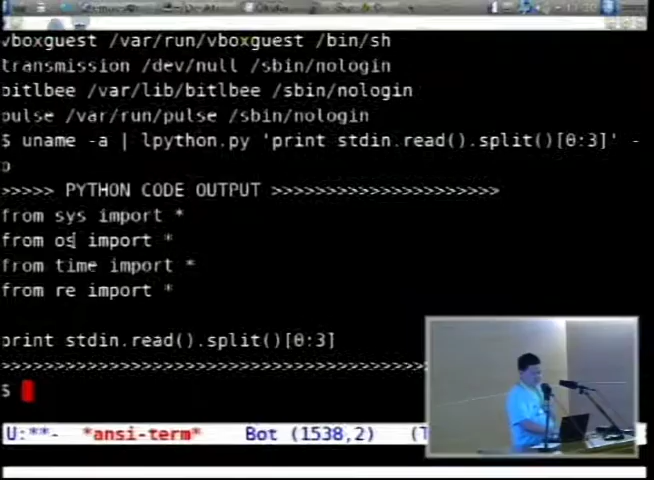 vboxguest /var/run/vboxguest /bin/sh
transmission /dev/null /sbin/nologin
bitlbee /var/lib/bitlbee /sbin/nologin
pulse /var/run/pulse /sbin/nologin
$ uname -a | lpython.py 'print stdin.read().split()[0:3]' -
p
>>>>> PYTHON CODE OUTPUT >>>>>>>>>>>>>>>>>>>>>
from sys import *
from os import *
from time import *
from re import *
print stdin.read().split()[0:3]
>>>>>>>>>>>>>>>>>>>>>>>>>>>>>>>>>>>>>>>
$
U:**- *ansi-term* Bot (1538,2) (T